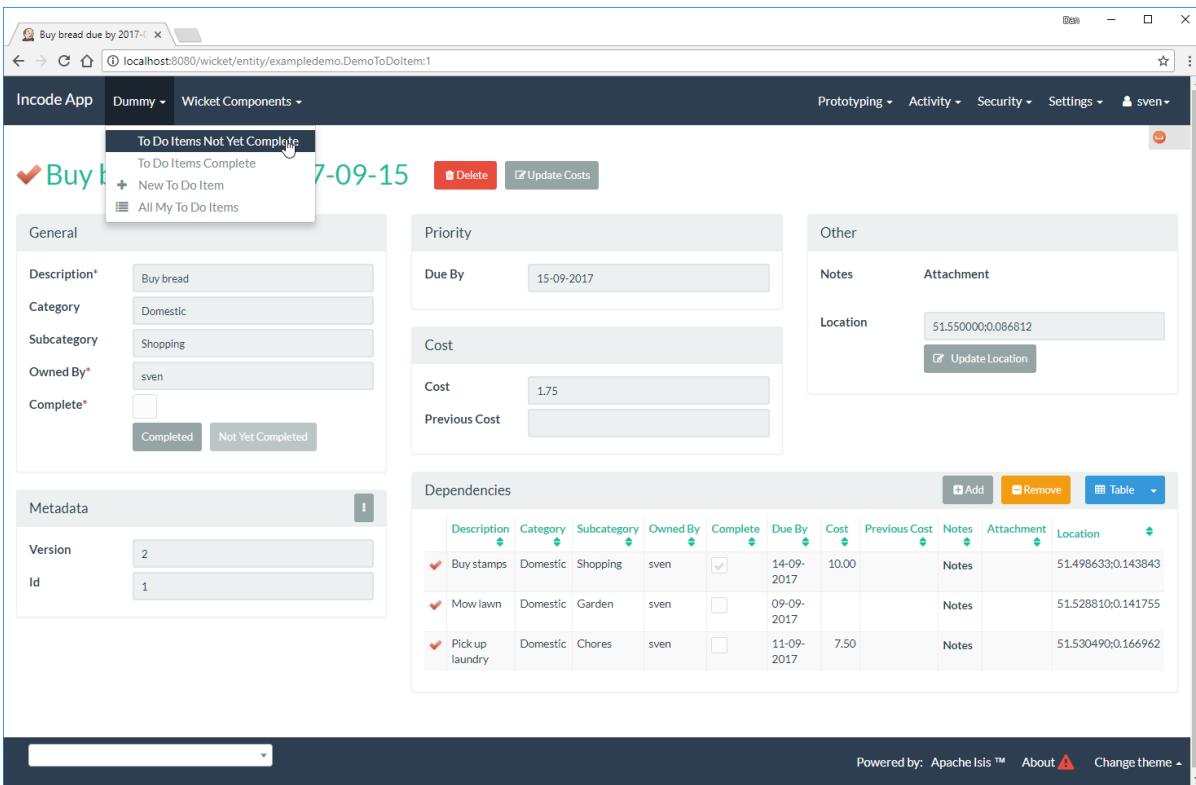 Dan
Buy bread due by 2017-
localhost:8080/wicket/entity/exampledemo.DemoToDoItem:1
Incode App Dummy Wicket Components Prototyping Activity Security Settings sven
To Do Items Not Yet Complete
To Do Items Complete
New To Do Item
All My To Do Items
Buy 7-09-15 Delete Update Costs
General
Description* Buy bread
Category Domestic
Subcategory Shopping
Owned By* sven
Complete*
Completed Not Yet Completed
Metadata
Version 2
Id 1
Priority
Due By 15-09-2017
Cost
Cost 1.75
Previous Cost
Other
Notes Attachment
Location 51.550000;0.086812
Update Location
Dependencies Add Remove Table
Description Category Subcategory Owned By Complete Due By Cost Previous Cost Notes Attachment Location
Buy stamps Domestic Shopping sven 14-09- 10.00 Notes 51.498633;0.143843
2017
Mow lawn Domestic Garden sven 09-09- Notes 51.528810;0.141755
2017
Pick up Domestic Chores sven 11-09- 7.50 Notes 51.530490;0.166962
laundry 2017
Powered by: Apache Isis ™ About Change theme